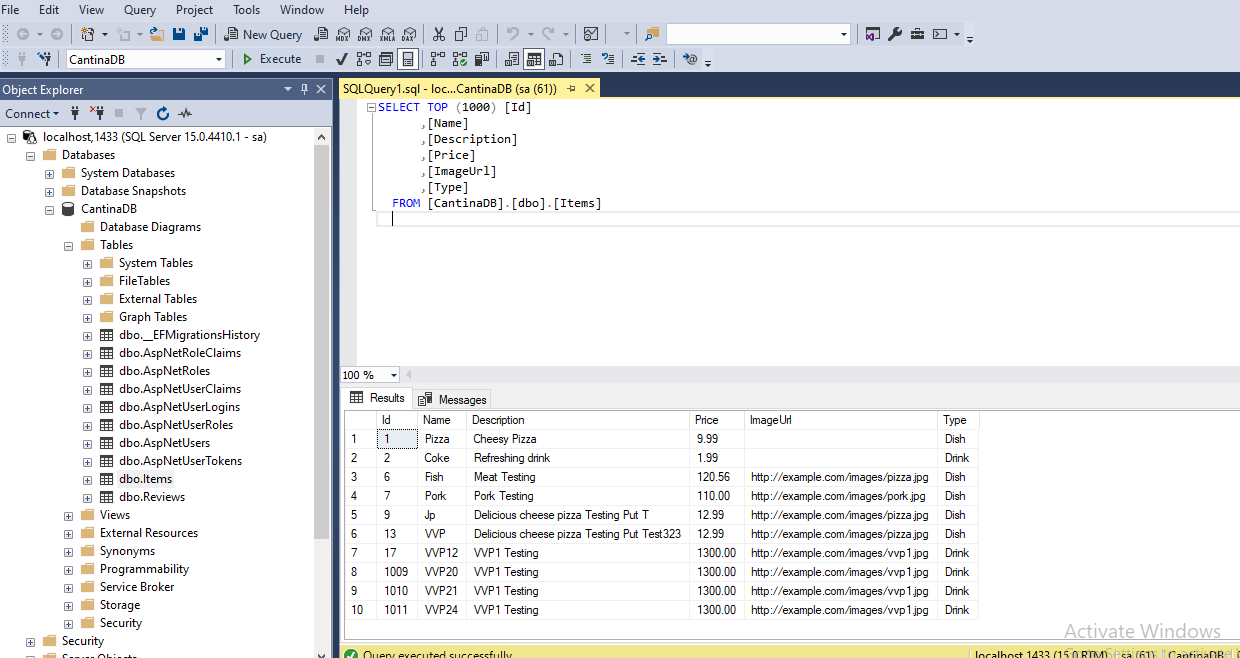 File Edit View Query Project Tools Window Help
New Query MDX DMX XMLA DAX
CantinaDB Execute
Object Explorer
Connect
localhost,1433 (SQL Server 15.0.4410.1 - sa)
Databases
System Databases
Database Snapshots
CantinaDB
Database Diagrams
Tables
System Tables
FileTables
External Tables
Graph Tables
dbo.__EFMigrationsHistory
dbo.AspNetRoleClaims
dbo.AspNetRoles
dbo.AspNetUserClaims
dbo.AspNetUserLogins
dbo.AspNetUserRoles
dbo.AspNetUsers
dbo.AspNetUserTokens
dbo.Items
dbo.Reviews
Views
External Resources
Synonyms
Programmability
Service Broker
Storage
Security
Security
Server Objects
SQLQuery1.sql - loc...CantinaDB (sa (61))
SELECT TOP (1000) [Id]
,[Name]
,[Description]
,[Price]
,[ImageUrl]
,[Type]
FROM [CantinaDB].[dbo].[Items]
100 %
Results Messages
Id Name Description Price ImageUrl Type
1 1 Pizza Cheesy Pizza 9.99 Dish
2 2 Coke Refreshing drink 1.99 Drink
3 6 Fish Meat Testing 120.56 http://example.com/images/pizza.jpg Dish
4 7 Pork Pork Testing 110.00 http://example.com/images/pork.jpg Dish
5 9 Jp Delicious cheese pizza Testing Put T 12.99 http://example.com/images/pizza.jpg Dish
6 13 VVP Delicious cheese pizza Testing Put Test323 12.99 http://example.com/images/pizza.jpg Dish
7 17 VVP12 VVP1 Testing 1300.00 http://example.com/images/vvp1.jpg Drink
8 1009 VVP20 VVP1 Testing 1300.00 http://example.com/images/vvp1.jpg Drink
9 1010 VVP21 VVP1 Testing 1300.00 http://example.com/images/vvp1.jpg Drink
10 1011 VVP24 VVP1 Testing 1300.00 http://example.com/images/vvp1.jpg Drink
Activate Windows
Query executed successfully. localhost,1433 (15.0 RTM) sa (61) CantinaDB